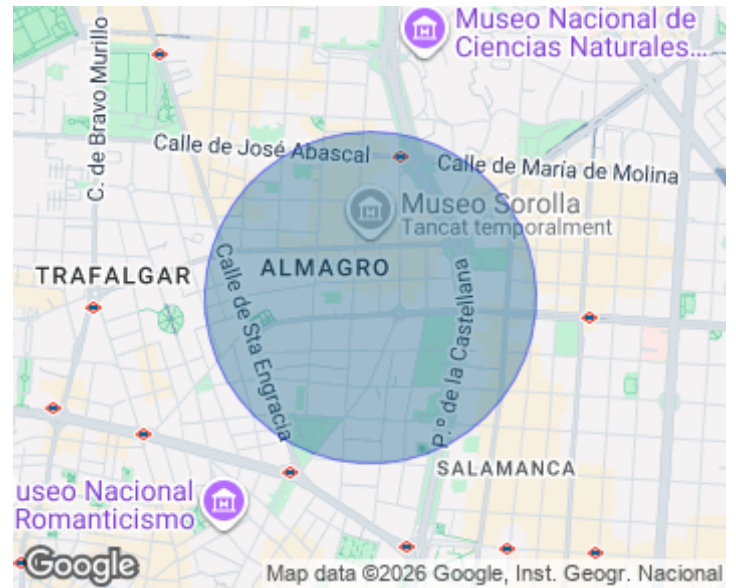 Museo Nacional de
Ciencias Naturales...
C. de Bravo Murillo
Calle de José Abascal
Calle de María de Molina
Museo Sorolla
Tancat temporalment
TRAFALGAR
ALMAGRO
Calle de Sta Engracia
P.º de la Castellana
SALAMANCA
useo Nacional
Romanticismo
Google
Map data ©2026 Google, Inst. Geogr. Nacional